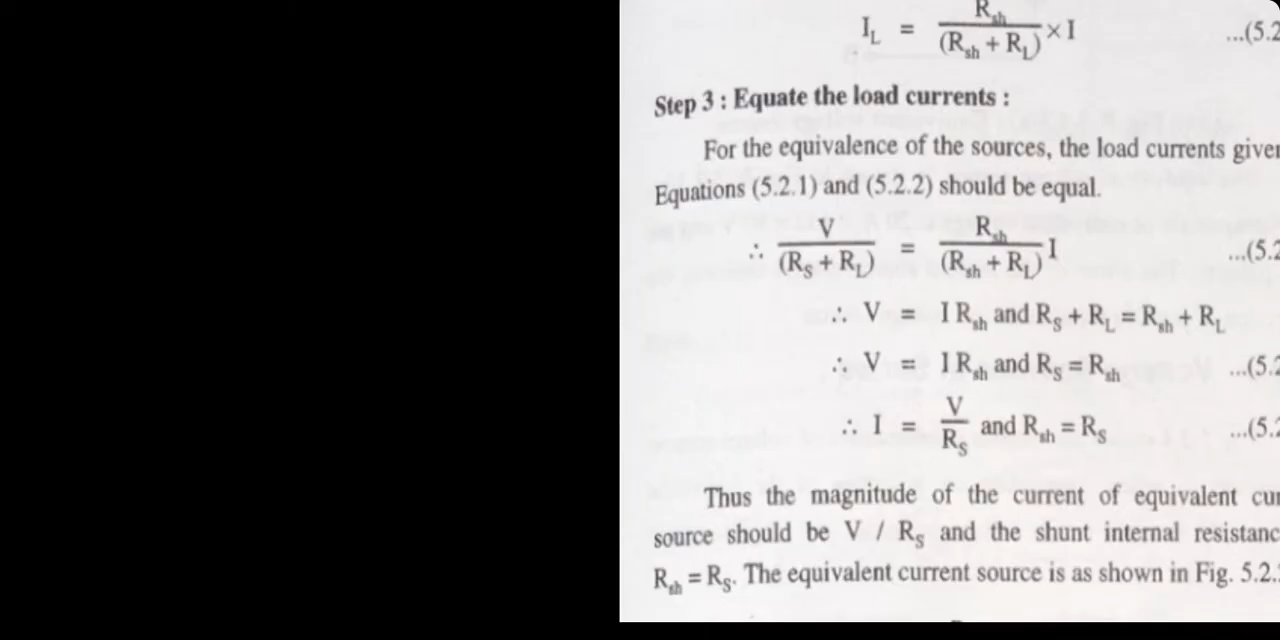 I_L = R_sh / (R_sh + R_L) × I ...(5.2
Step 3 : Equate the load currents :
For the equivalence of the sources, the load currents given
Equations (5.2.1) and (5.2.2) should be equal.
∴ V / (R_S + R_L) = R_sh / (R_sh + R_L) I ...(5.2
∴ V = I R_sh and R_S + R_L = R_sh + R_L
∴ V = I R_sh and R_S = R_sh ...(5.2
∴ I = V / R_S and R_sh = R_S ...(5.2
Thus the magnitude of the current of equivalent cur
source should be V / R_S and the shunt internal resistanc
R_sh = R_S. The equivalent current source is as shown in Fig. 5.2.